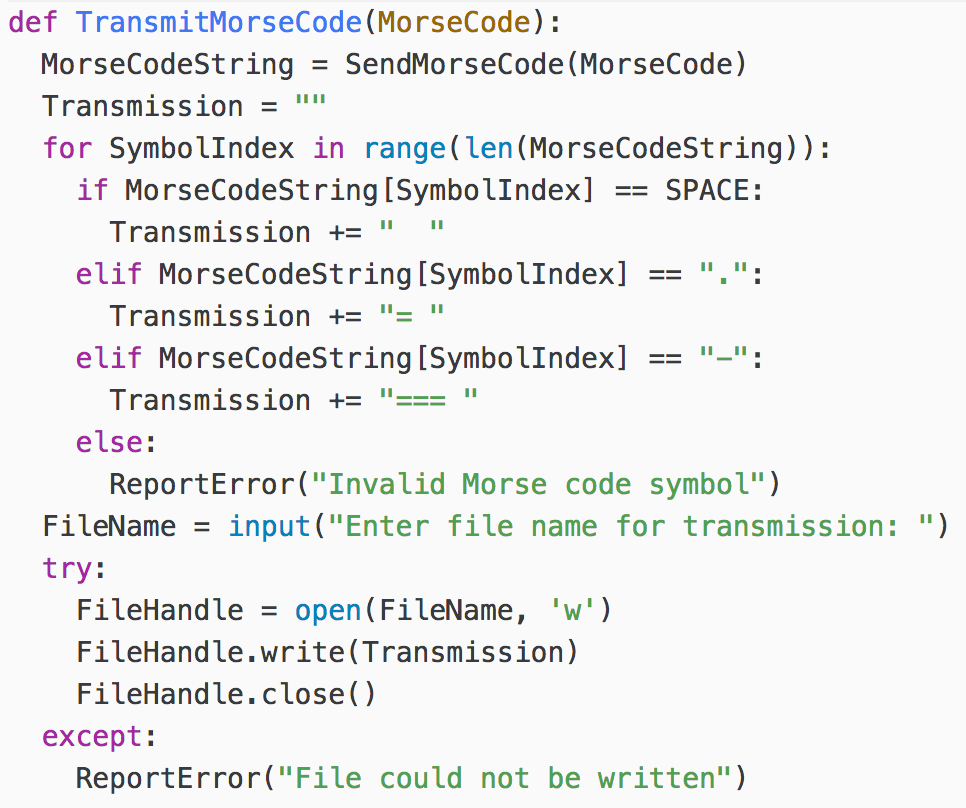 def TransmitMorseCode(MorseCode):
  MorseCodeString = SendMorseCode(MorseCode)
  Transmission = ""
  for SymbolIndex in range(len(MorseCodeString)):
    if MorseCodeString[SymbolIndex] == SPACE:
      Transmission += "  "
    elif MorseCodeString[SymbolIndex] == ".":
      Transmission += "= "
    elif MorseCodeString[SymbolIndex] == "-":
      Transmission += "=== "
    else:
      ReportError("Invalid Morse code symbol")
  FileName = input("Enter file name for transmission: ")
  try:
    FileHandle = open(FileName, 'w')
    FileHandle.write(Transmission)
    FileHandle.close()
  except:
    ReportError("File could not be written")